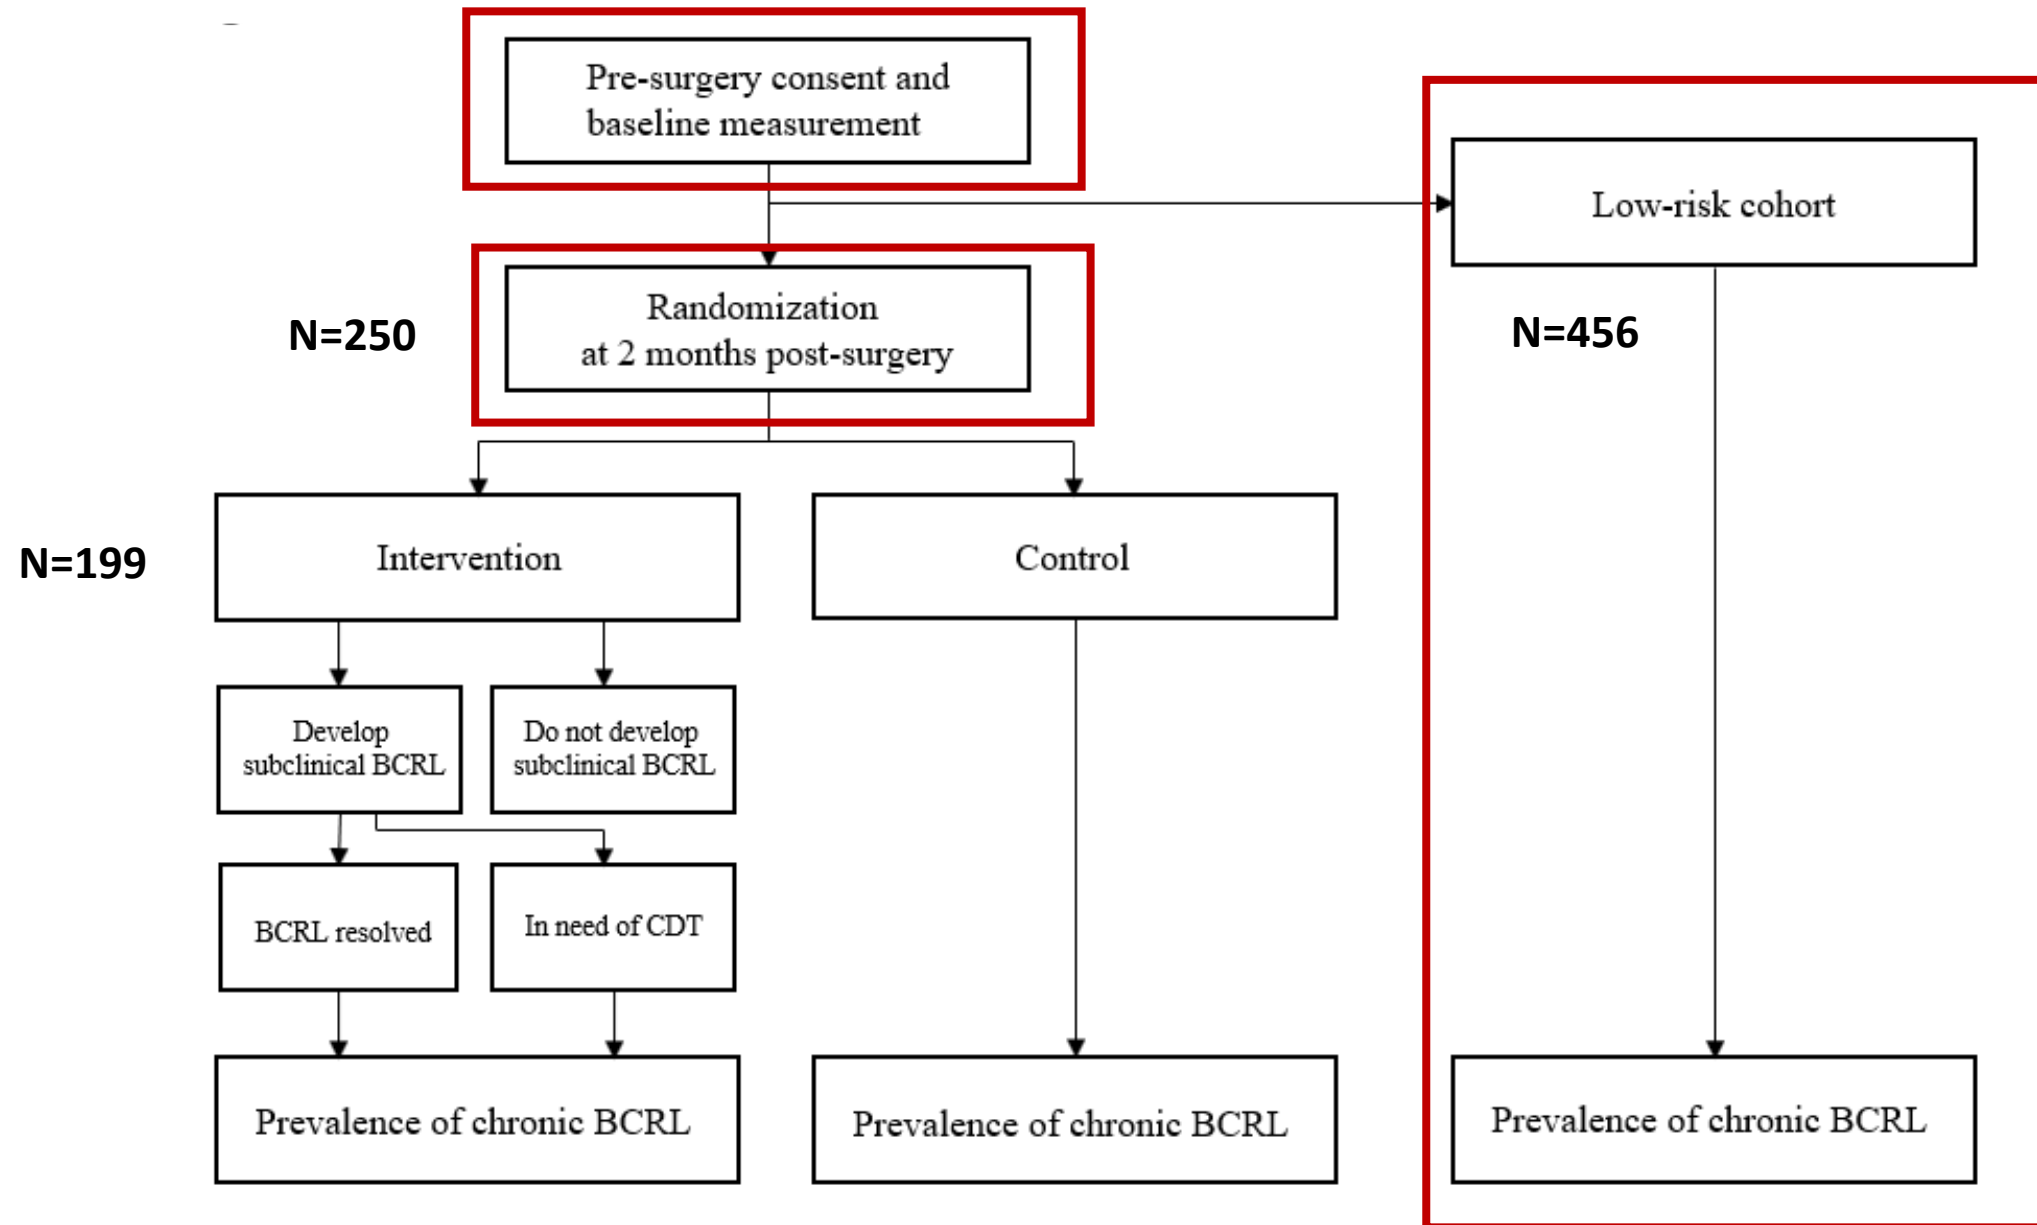 Pre-surgery consent and
baseline measurement
Low-risk cohort
Randomization
at 2 months post-surgery
N=250
N=456
N=199
Intervention
Control
Develop
subclinical BCRL
Do not develop
subclinical BCRL
BCRL resolved
In need of CDT
Prevalence of chronic BCRL
Prevalence of chronic BCRL
Prevalence of chronic BCRL